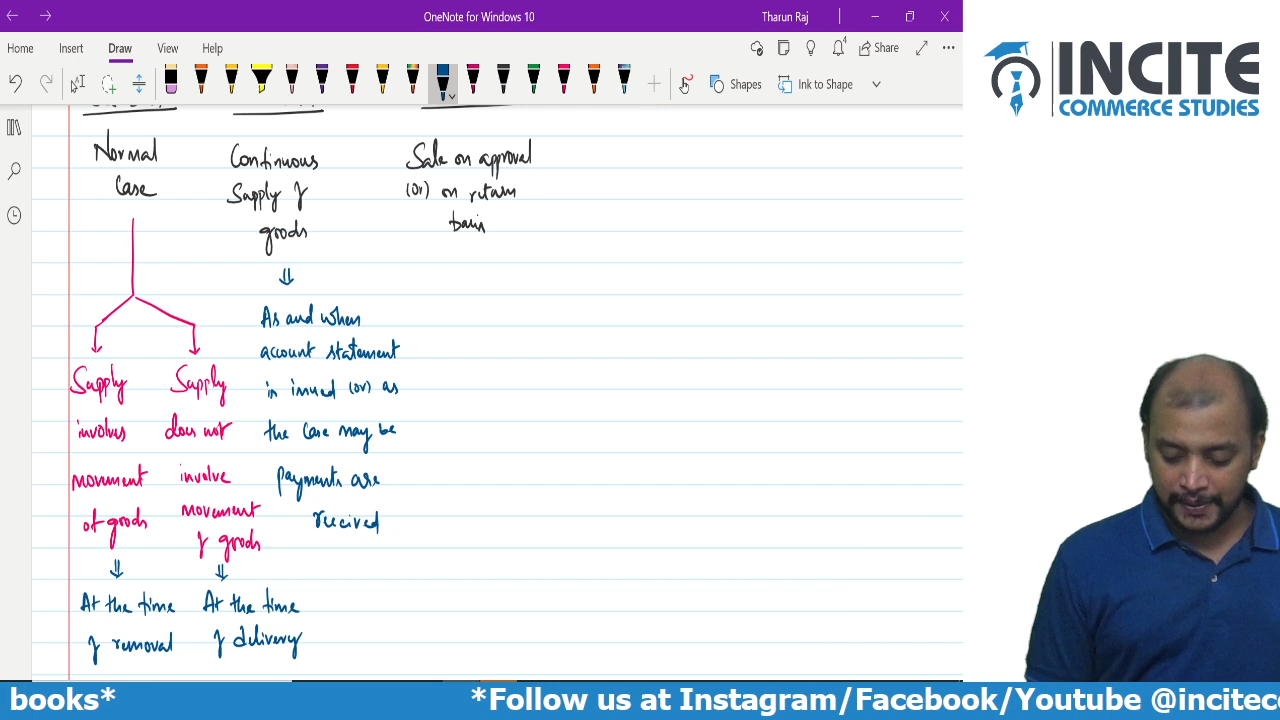 OneNote for Windows 10
Tharun Raj
Home Insert Draw View Help
4
Share
Shapes
Ink to Shape
INCITE
COMMERCE STUDIES
Normal
Case
Supply
involves
movement
of goods
At the time
of removal
Supply
does not
involve
movement
of goods
At the time
of delivery
Continuous
Supply of
goods
As and when
account statement
is issued (or) as
the case may be
payments are
received
Sale on approval
(or) on return
basis
books* *Follow us at Instagram/Facebook/Youtube @incitec